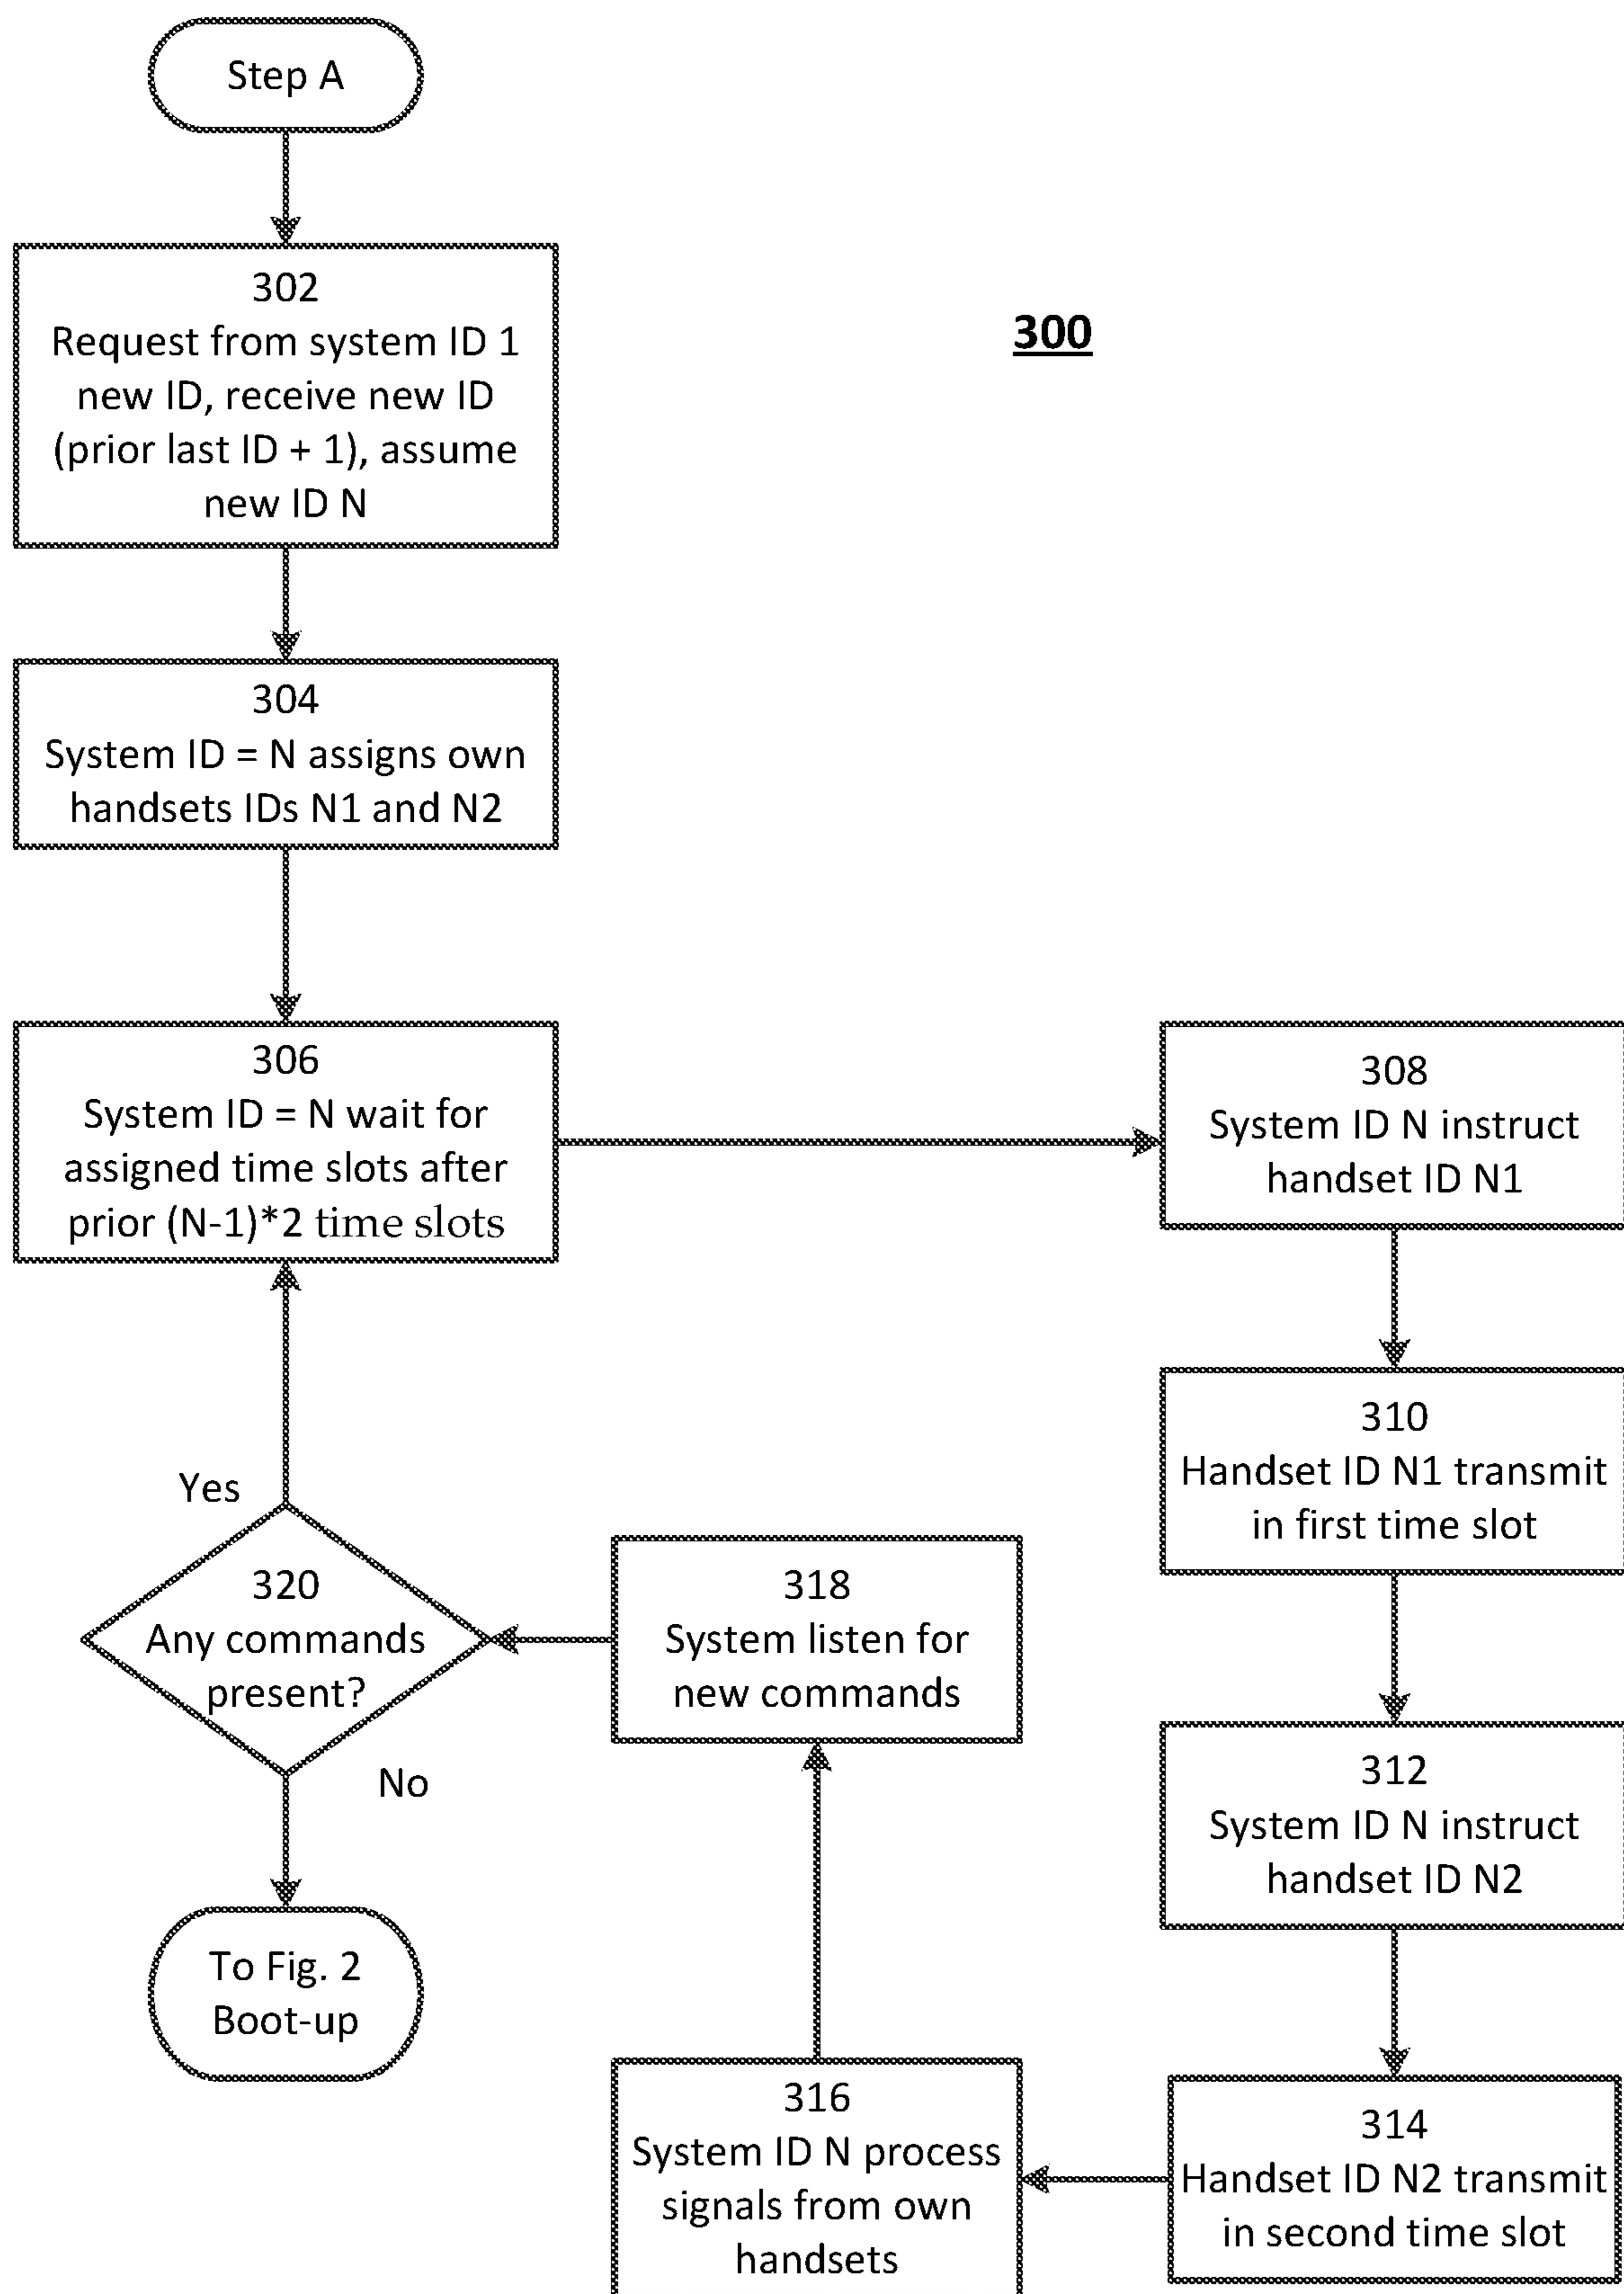 Step A
302
Request from system ID 1
new ID, receive new ID
(prior last ID + 1), assume
new ID N
300
304
System ID = N assigns own
handsets IDs N1 and N2
306
System ID = N wait for
assigned time slots after
prior (N-1)*2 time slots
308
System ID N instruct
handset ID N1
310
Handset ID N1 transmit
in first time slot
312
System ID N instruct
handset ID N2
314
Handset ID N2 transmit
in second time slot
316
System ID N process
signals from own
handsets
318
System listen for
new commands
320
Any commands
present?
Yes
No
To Fig. 2
Boot-up